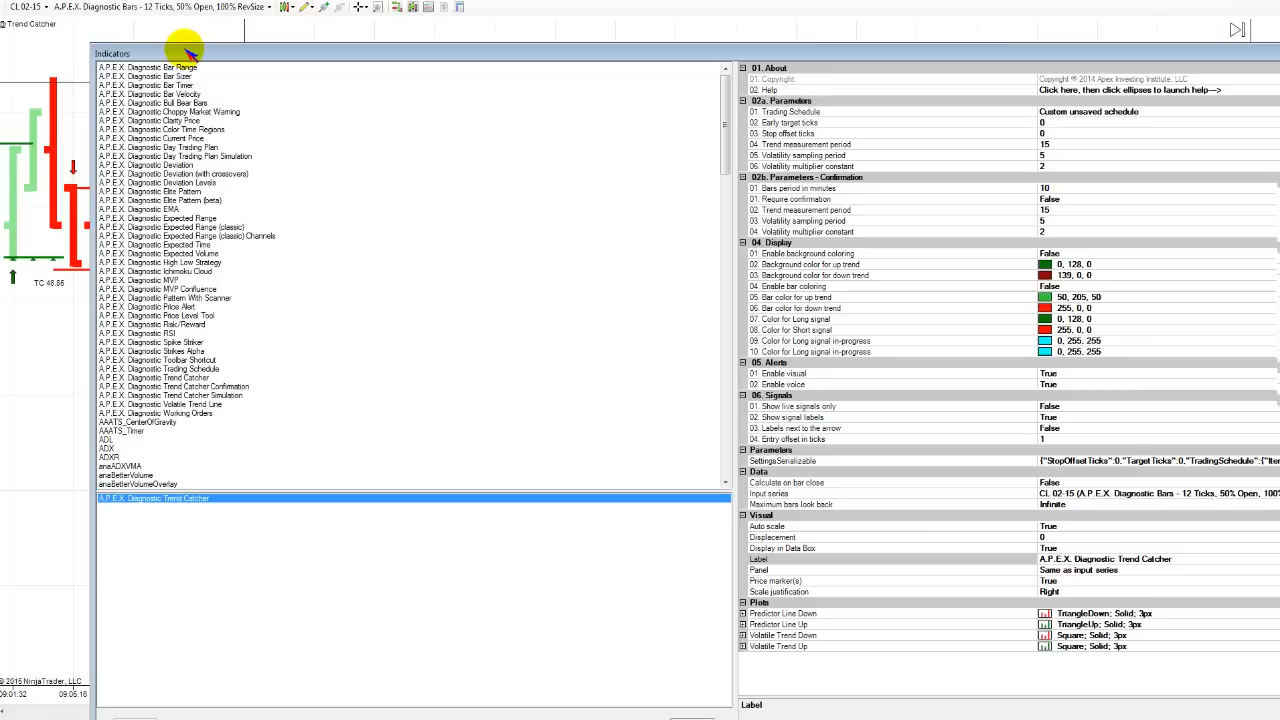 CL 02-15
A.P.E.X. Diagnostic Bars - 12 Ticks, 50% Open, 100% RevSize
Trend Catcher
TC 46.85
© 2015 NinjaTrader, LLC
09:01:32
09:05:16
Indicators
A.P.E.X. Diagnostic Bar Range
A.P.E.X. Diagnostic Bar Sizer
A.P.E.X. Diagnostic Bar Timer
A.P.E.X. Diagnostic Bar Velocity
A.P.E.X. Diagnostic Bull Bear Bars
A.P.E.X. Diagnostic Choppy Market Warning
A.P.E.X. Diagnostic Clarity Price
A.P.E.X. Diagnostic Color Time Regions
A.P.E.X. Diagnostic Current Price
A.P.E.X. Diagnostic Day Trading Plan
A.P.E.X. Diagnostic Day Trading Plan Simulation
A.P.E.X. Diagnostic Deviation
A.P.E.X. Diagnostic Deviation (with crossovers)
A.P.E.X. Diagnostic Deviation Levels
A.P.E.X. Diagnostic Elite Pattern
A.P.E.X. Diagnostic Elite Pattern (beta)
A.P.E.X. Diagnostic EMA
A.P.E.X. Diagnostic Expected Range
A.P.E.X. Diagnostic Expected Range (classic)
A.P.E.X. Diagnostic Expected Range (classic) Channels
A.P.E.X. Diagnostic Expected Time
A.P.E.X. Diagnostic Expected Volume
A.P.E.X. Diagnostic High Low Strategy
A.P.E.X. Diagnostic Ichimoku Cloud
A.P.E.X. Diagnostic MVP
A.P.E.X. Diagnostic MVP Confluence
A.P.E.X. Diagnostic Pattern With Scanner
A.P.E.X. Diagnostic Price Alert
A.P.E.X. Diagnostic Price Level Tool
A.P.E.X. Diagnostic Risk/Reward
A.P.E.X. Diagnostic RSI
A.P.E.X. Diagnostic Spike Striker
A.P.E.X. Diagnostic Strikes Alpha
A.P.E.X. Diagnostic Toolbar Shortcut
A.P.E.X. Diagnostic Trading Schedule
A.P.E.X. Diagnostic Trend Catcher
A.P.E.X. Diagnostic Trend Catcher Confirmation
A.P.E.X. Diagnostic Trend Catcher Simulation
A.P.E.X. Diagnostic Volatile Trend Line
A.P.E.X. Diagnostic Working Orders
AAATS_CenterOfGravity
AAATS_Timer
ADL
ADX
ADXR
anaADXVMA
anaBetterVolume
anaBetterVolumeOverlay
A.P.E.X. Diagnostic Trend Catcher
01. About
01. Copyright Copyright © 2014 Apex Investing Institute, LLC
02. Help Click here, then click ellipses to launch help--->
02a. Parameters
01. Trading Schedule Custom unsaved schedule
02. Early target ticks 0
03. Stop offset ticks 0
04. Trend measurement period 15
05. Volatility sampling period 5
06. Volatility multiplier constant 2
02b. Parameters - Confirmation
01. Bars period in minutes 10
01. Require confirmation False
02. Trend measurement period 15
03. Volatility sampling period 5
04. Volatility multiplier constant 2
04. Display
01. Enable background coloring False
02. Background color for up trend 0, 128, 0
03. Background color for down trend 139, 0, 0
04. Enable bar coloring False
05. Bar color for up trend 50, 205, 50
06. Bar color for down trend 255, 0, 0
07. Color for Long signal 0, 128, 0
08. Color for Short signal 255, 0, 0
09. Color for Long signal in-progress 0, 255, 255
10. Color for Long signal in-progress 0, 255, 255
05. Alerts
01. Enable visual True
02. Enable voice True
06. Signals
01. Show live signals only False
02. Show signal labels True
03. Labels next to the arrow False
04. Entry offset in ticks 1
Parameters
SettingsSerializable {"StopOffsetTicks":0,"TargetTicks":0,"TradingSchedule":{"Iter
Data
Calculate on bar close False
Input series CL 02-15 (A.P.E.X. Diagnostic Bars - 12 Ticks, 50% Open, 100%
Maximum bars look back Infinite
Visual
Auto scale True
Displacement 0
Display in Data Box True
Label A.P.E.X. Diagnostic Trend Catcher
Panel Same as input series
Price marker(s) True
Scale justification Right
Plots
Predictor Line Down TriangleDown; Solid; 3px
Predictor Line Up TriangleUp; Solid; 3px
Volatile Trend Down Square; Solid; 3px
Volatile Trend Up Square; Solid; 3px
Label